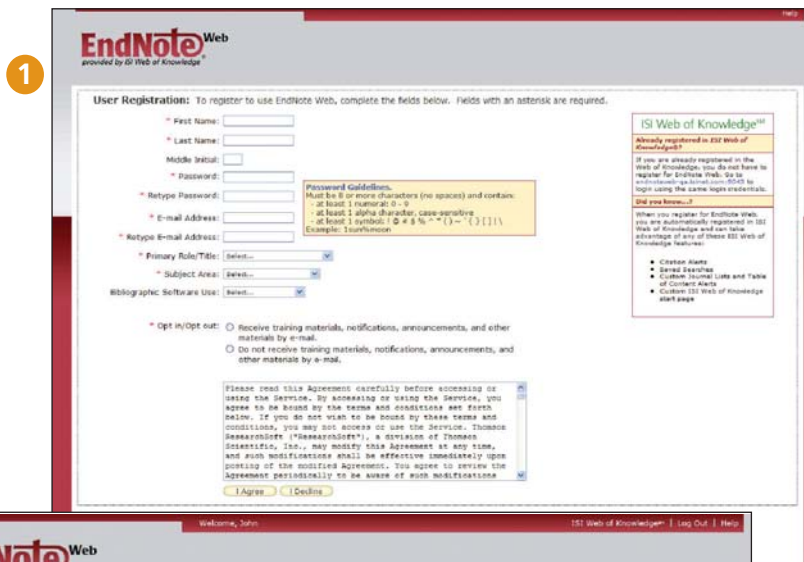 Help
1
EndNote Web
provided by ISI Web of Knowledge
User Registration: To register to use EndNote Web, complete the fields below. Fields with an asterisk are required.
* First Name:
* Last Name:
Middle Initial:
* Password:
* Retype Password:
* E-mail Address:
* Retype E-mail Address:
* Primary Role/Title: Select...
* Subject Area: Select...
Bibliographic Software Use: Select...
Password Guidelines.
Must be 8 or more characters (no spaces) and contain:
- at least 1 numeral: 0 - 9
- at least 1 alpha character, case-sensitive
- at least 1 symbol: ! @ # $ % ^ * ( ) ~ ` { } [ ] | \
Example: 1sun%moon
* Opt in/Opt out:
Receive training materials, notifications, announcements, and other
materials by e-mail.
Do not receive training materials, notifications, announcements, and
other materials by e-mail.
Please read this Agreement carefully before accessing or
using the Service. By accessing or using the Service, you
agree to be bound by the terms and conditions set forth
below. If you do not wish to be bound by these terms and
conditions, you may not access or use the Service. Thomson
ResearchSoft ("ResearchSoft"), a division of Thomson
Scientific, Inc., may modify this Agreement at any time,
and such modifications shall be effective immediately upon
posting of the modified Agreement. You agree to review the
Agreement periodically to be aware of such modifications
I Agree
I Decline
ISI Web of Knowledge℠
Already registered in ISI Web of
Knowledge?
If you are already registered in the
Web of Knowledge, you do not have to
register for EndNote Web. Go to
to
login using the same login credentials.
Did you know...?
When you register for EndNote Web,
you are automatically registered in ISI
Web of Knowledge and can take
advantage of any of these ISI Web of
Knowledge features:
• Citation Alerts
• Saved Searches
• Custom Journal Lists and Table
of Content Alerts
• Custom ISI Web of Knowledge
start page
Welcome, John
ISI Web of Knowledge℠ | Log Out | Help
Note Web